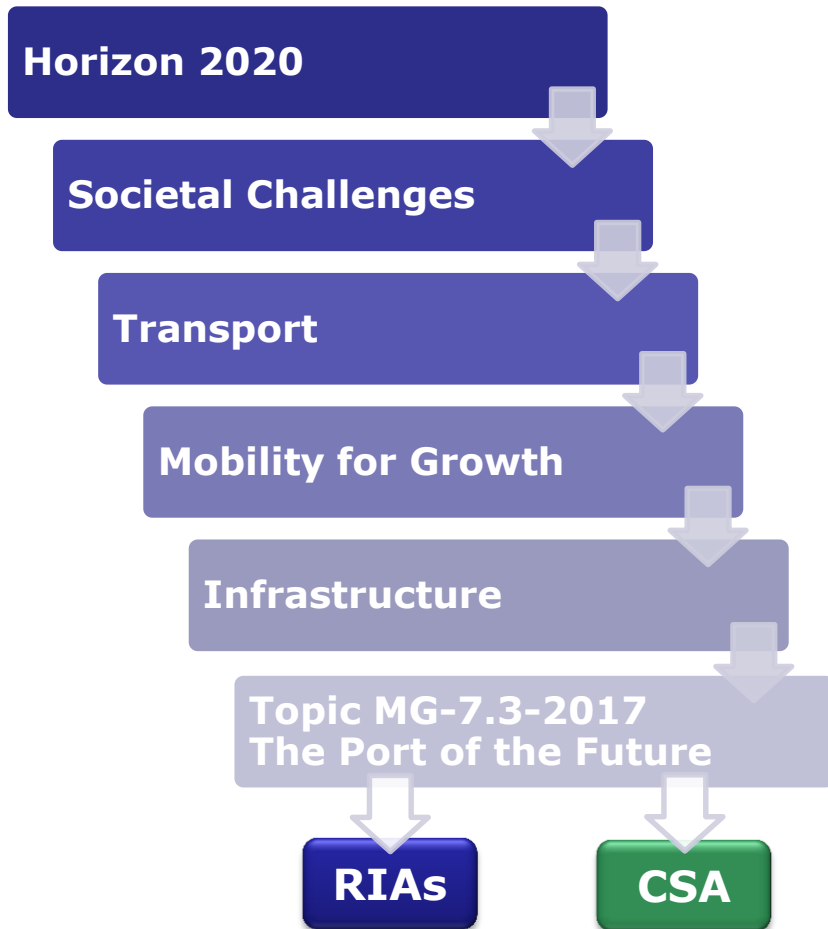 Horizon 2020
Societal Challenges
Transport
Mobility for Growth
Infrastructure
Topic MG-7.3-2017
The Port of the Future
RIAs
CSA